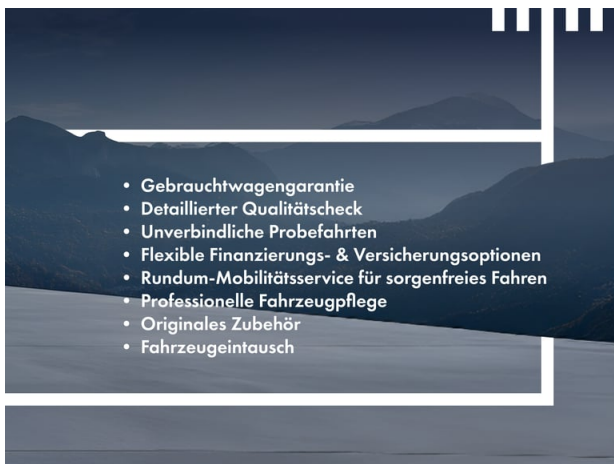 • Gebrauchtwagengarantie
• Detaillierter Qualitätscheck
• Unverbindliche Probefahrten
• Flexible Finanzierungs- & Versicherungsoptionen
• Rundum-Mobilitätsservice für sorgenfreies Fahren
• Professionelle Fahrzeugpflege
• Originales Zubehör
• Fahrzeugeintausch